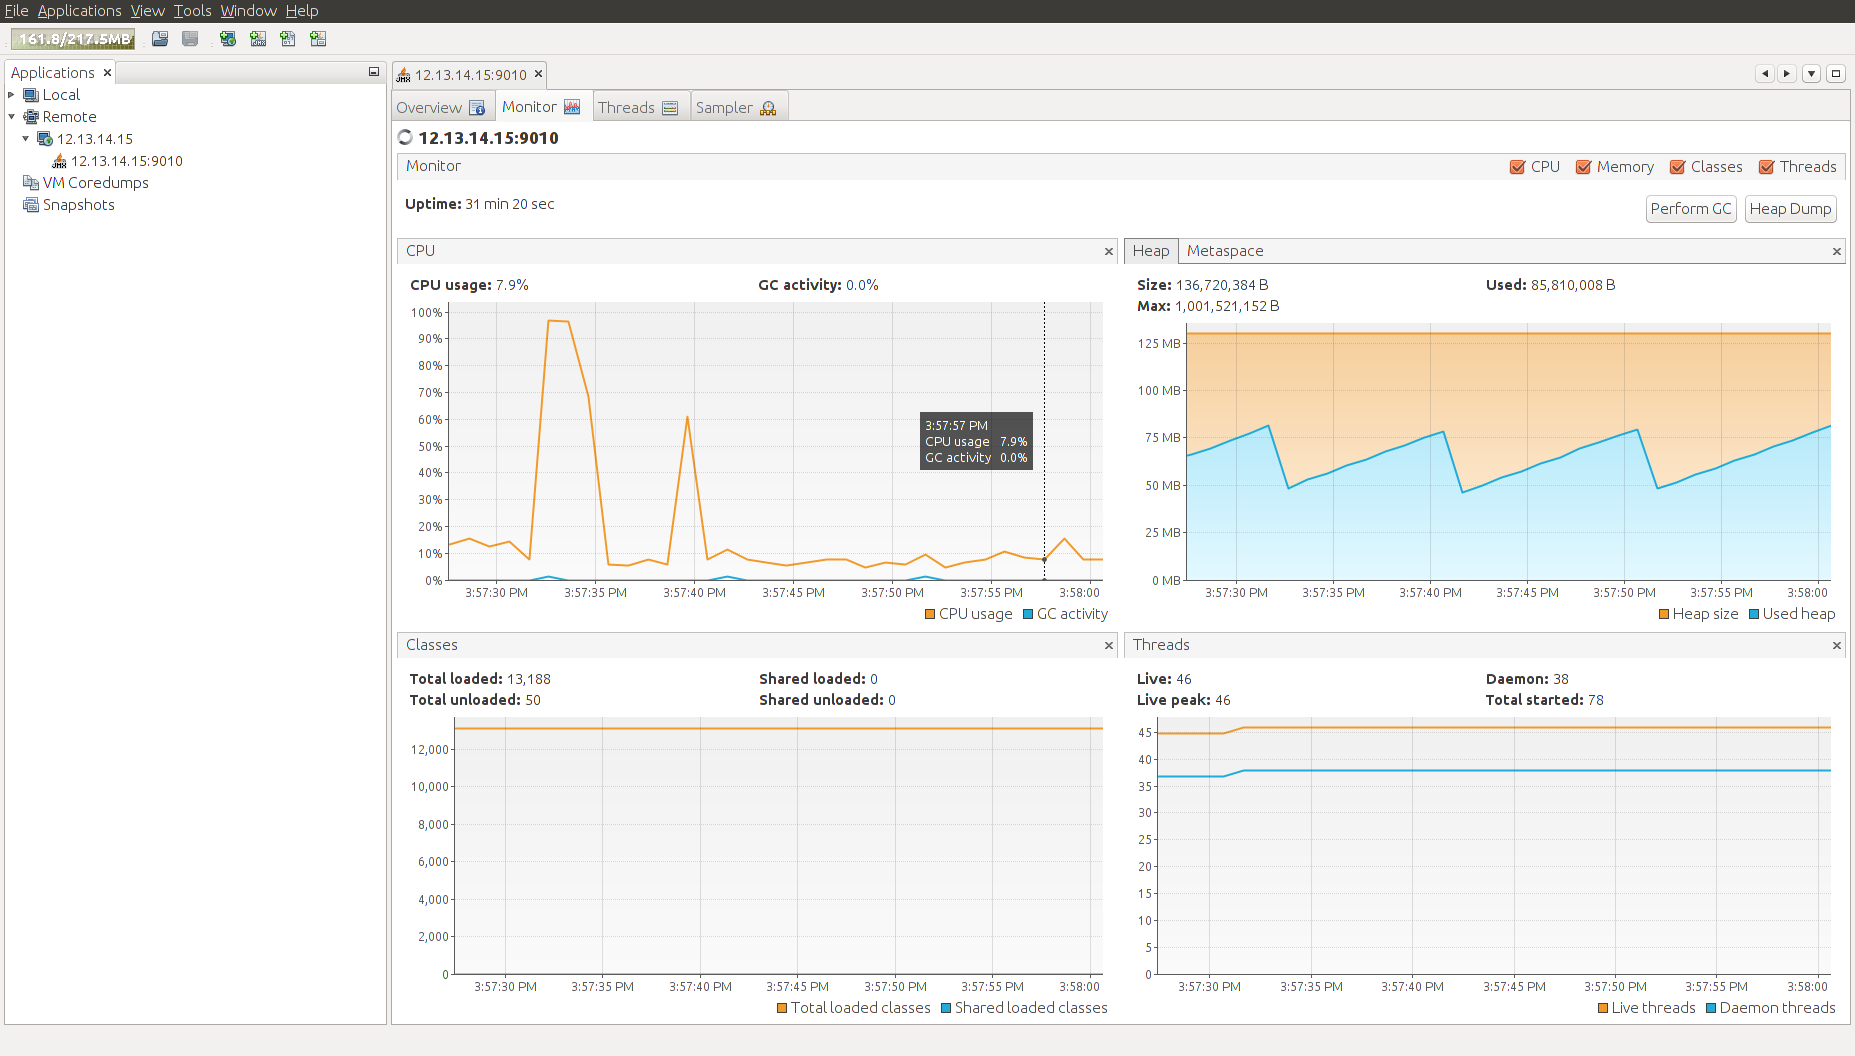 File Applications View Tools Window Help
161.8/217.5MB
Applications
Local
Remote
12.13.14.15
12.13.14.15:9010
VM Coredumps
Snapshots
12.13.14.15:9010
Overview Monitor Threads Sampler
12.13.14.15:9010
Monitor CPU Memory Classes Threads
Uptime: 31 min 20 sec
Perform GC Heap Dump
CPU
CPU usage: 7.9% GC activity: 0.0%
100%
90%
80%
70%
60%
50%
40%
30%
20%
10%
0%
3:57:57 PM
CPU usage 7.9%
GC activity 0.0%
3:57:30 PM 3:57:35 PM 3:57:40 PM 3:57:45 PM 3:57:50 PM 3:57:55 PM 3:58:00
CPU usage GC activity
Heap Metaspace
Size: 136,720,384 B Used: 85,810,008 B
Max: 1,001,521,152 B
125 MB
100 MB
75 MB
50 MB
25 MB
0 MB
3:57:30 PM 3:57:35 PM 3:57:40 PM 3:57:45 PM 3:57:50 PM 3:57:55 PM 3:58:00
Heap size Used heap
Classes
Total loaded: 13,188 Shared loaded: 0
Total unloaded: 50 Shared unloaded: 0
12,000
10,000
8,000
6,000
4,000
2,000
0
3:57:30 PM 3:57:35 PM 3:57:40 PM 3:57:45 PM 3:57:50 PM 3:57:55 PM 3:58:00
Total loaded classes Shared loaded classes
Threads
Live: 46 Daemon: 38
Live peak: 46 Total started: 78
45
40
35
30
25
20
15
10
5
0
3:57:30 PM 3:57:35 PM 3:57:40 PM 3:57:45 PM 3:57:50 PM 3:57:55 PM 3:58:00
Live threads Daemon threads